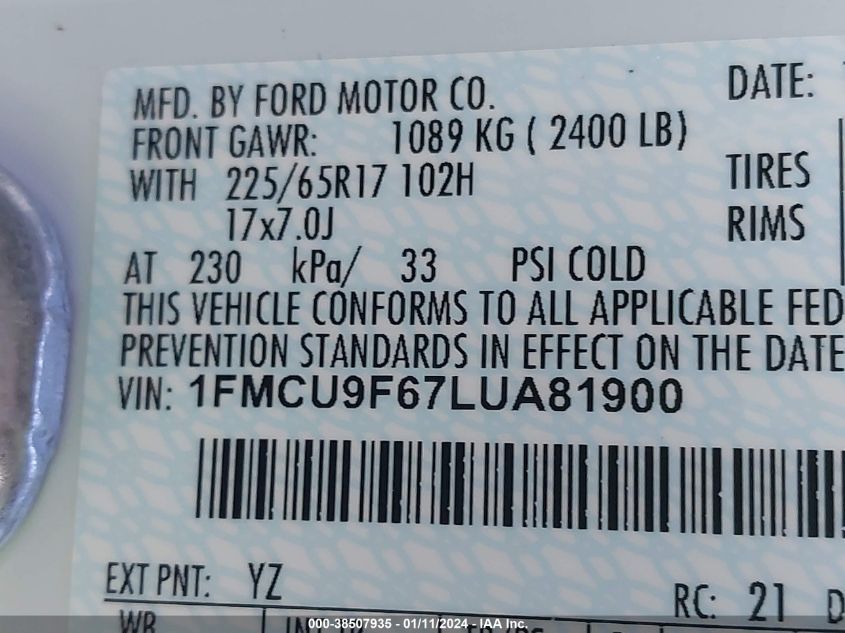 MFD. BY FORD MOTOR CO. DATE:
FRONT GAWR: 1089 KG ( 2400 LB)
WITH 225/65R17 102H TIRES
17x7.0J RIMS
AT 230 kPa/ 33 PSI COLD
THIS VEHICLE CONFORMS TO ALL APPLICABLE FED
PREVENTION STANDARDS IN EFFECT ON THE DATE
VIN: 1FMCU9F67LUA81900
EXT PNT: YZ RC: 21 D
WB
000-38507935 - 01/11/2024 - IAA Inc.